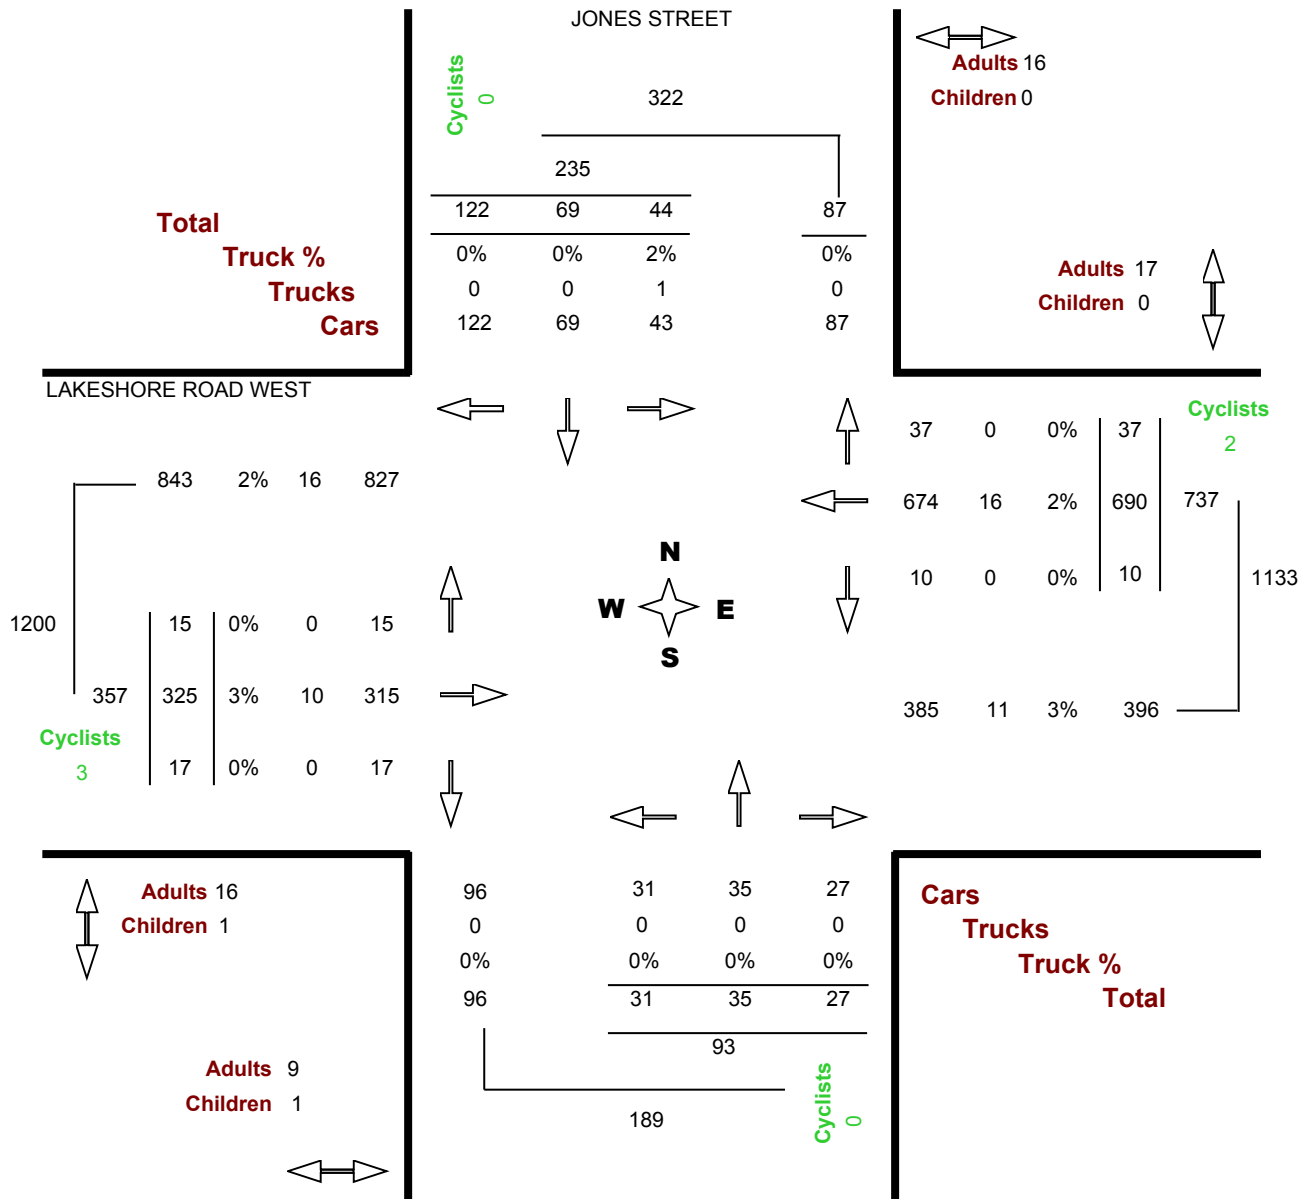 JONES STREET
Adults 16
Children 0
Cyclists 0
322
235
122 69 44 87
Total
Truck % 0% 0% 2% 0%
Trucks 0 0 1 0
Cars 122 69 43 87
Adults 17
Children 0
LAKESHORE ROAD WEST
Cyclists
2
37 0 0% 37
843 2% 16 827
674 16 2% 690 737
N
10 0 0% 10
1133
W E
S
1200
15 0% 0 15
357 325 3% 10 315
385 11 3% 396
Cyclists
3
17 0% 0 17
Adults 16
Children 1
96 31 35 27
0 0 0 0
0% 0% 0% 0%
96 31 35 27
93
Cars
Trucks
Truck %
Total
Adults 9
Children 1
189
Cyclists 0